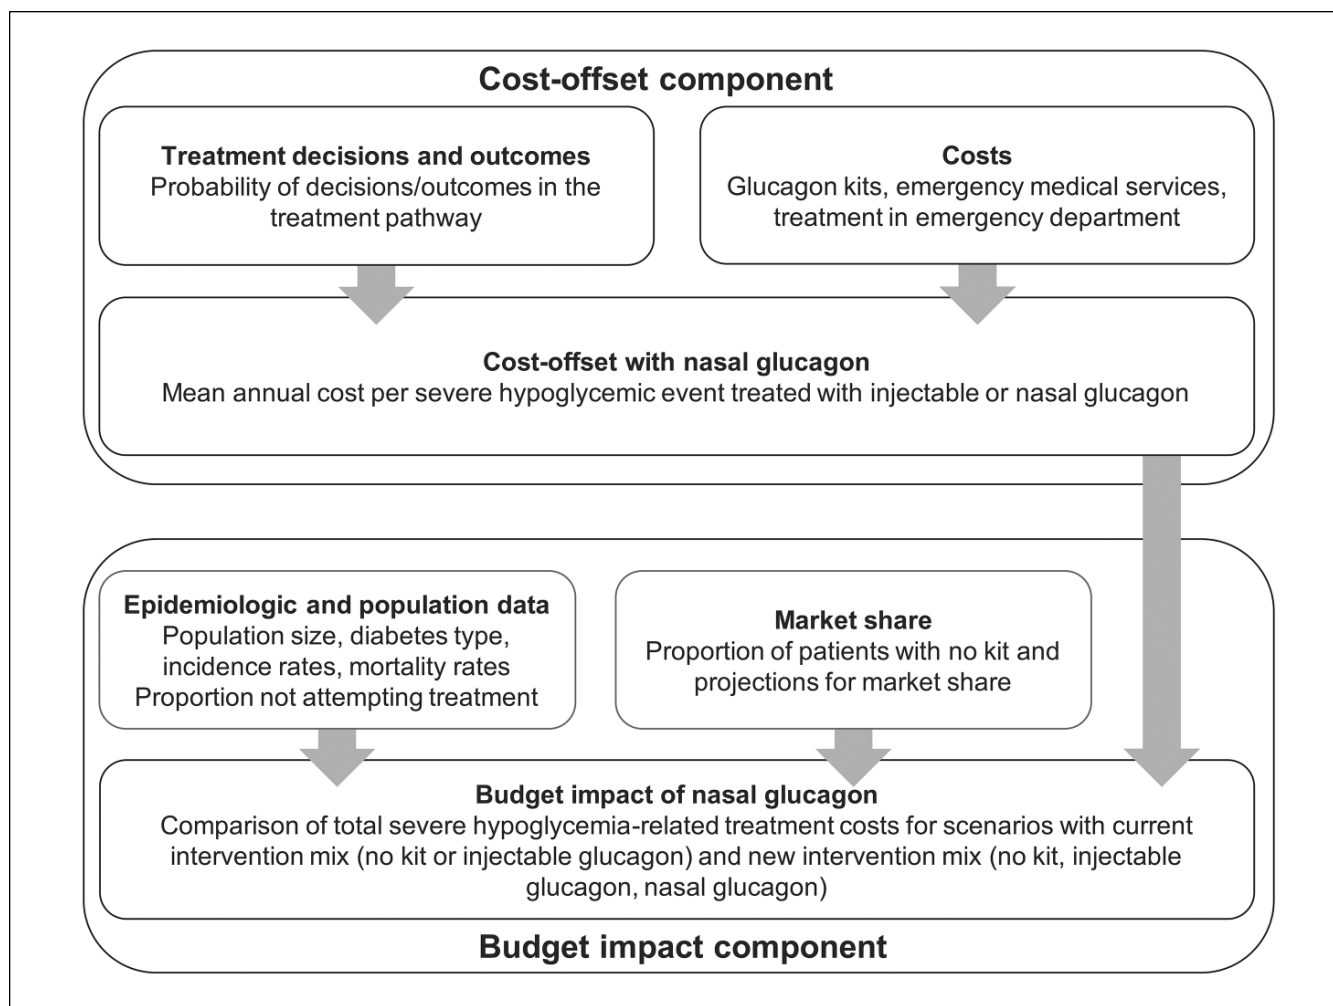 Cost-offset component
Treatment decisions and outcomes
Probability of decisions/outcomes in the
treatment pathway
Costs
Glucagon kits, emergency medical services,
treatment in emergency department
Cost-offset with nasal glucagon
Mean annual cost per severe hypoglycemic event treated with injectable or nasal glucagon
Epidemiologic and population data
Population size, diabetes type,
incidence rates, mortality rates
Proportion not attempting treatment
Market share
Proportion of patients with no kit and
projections for market share
Budget impact of nasal glucagon
Comparison of total severe hypoglycemia-related treatment costs for scenarios with current
intervention mix (no kit or injectable glucagon) and new intervention mix (no kit, injectable
glucagon, nasal glucagon)
Budget impact component